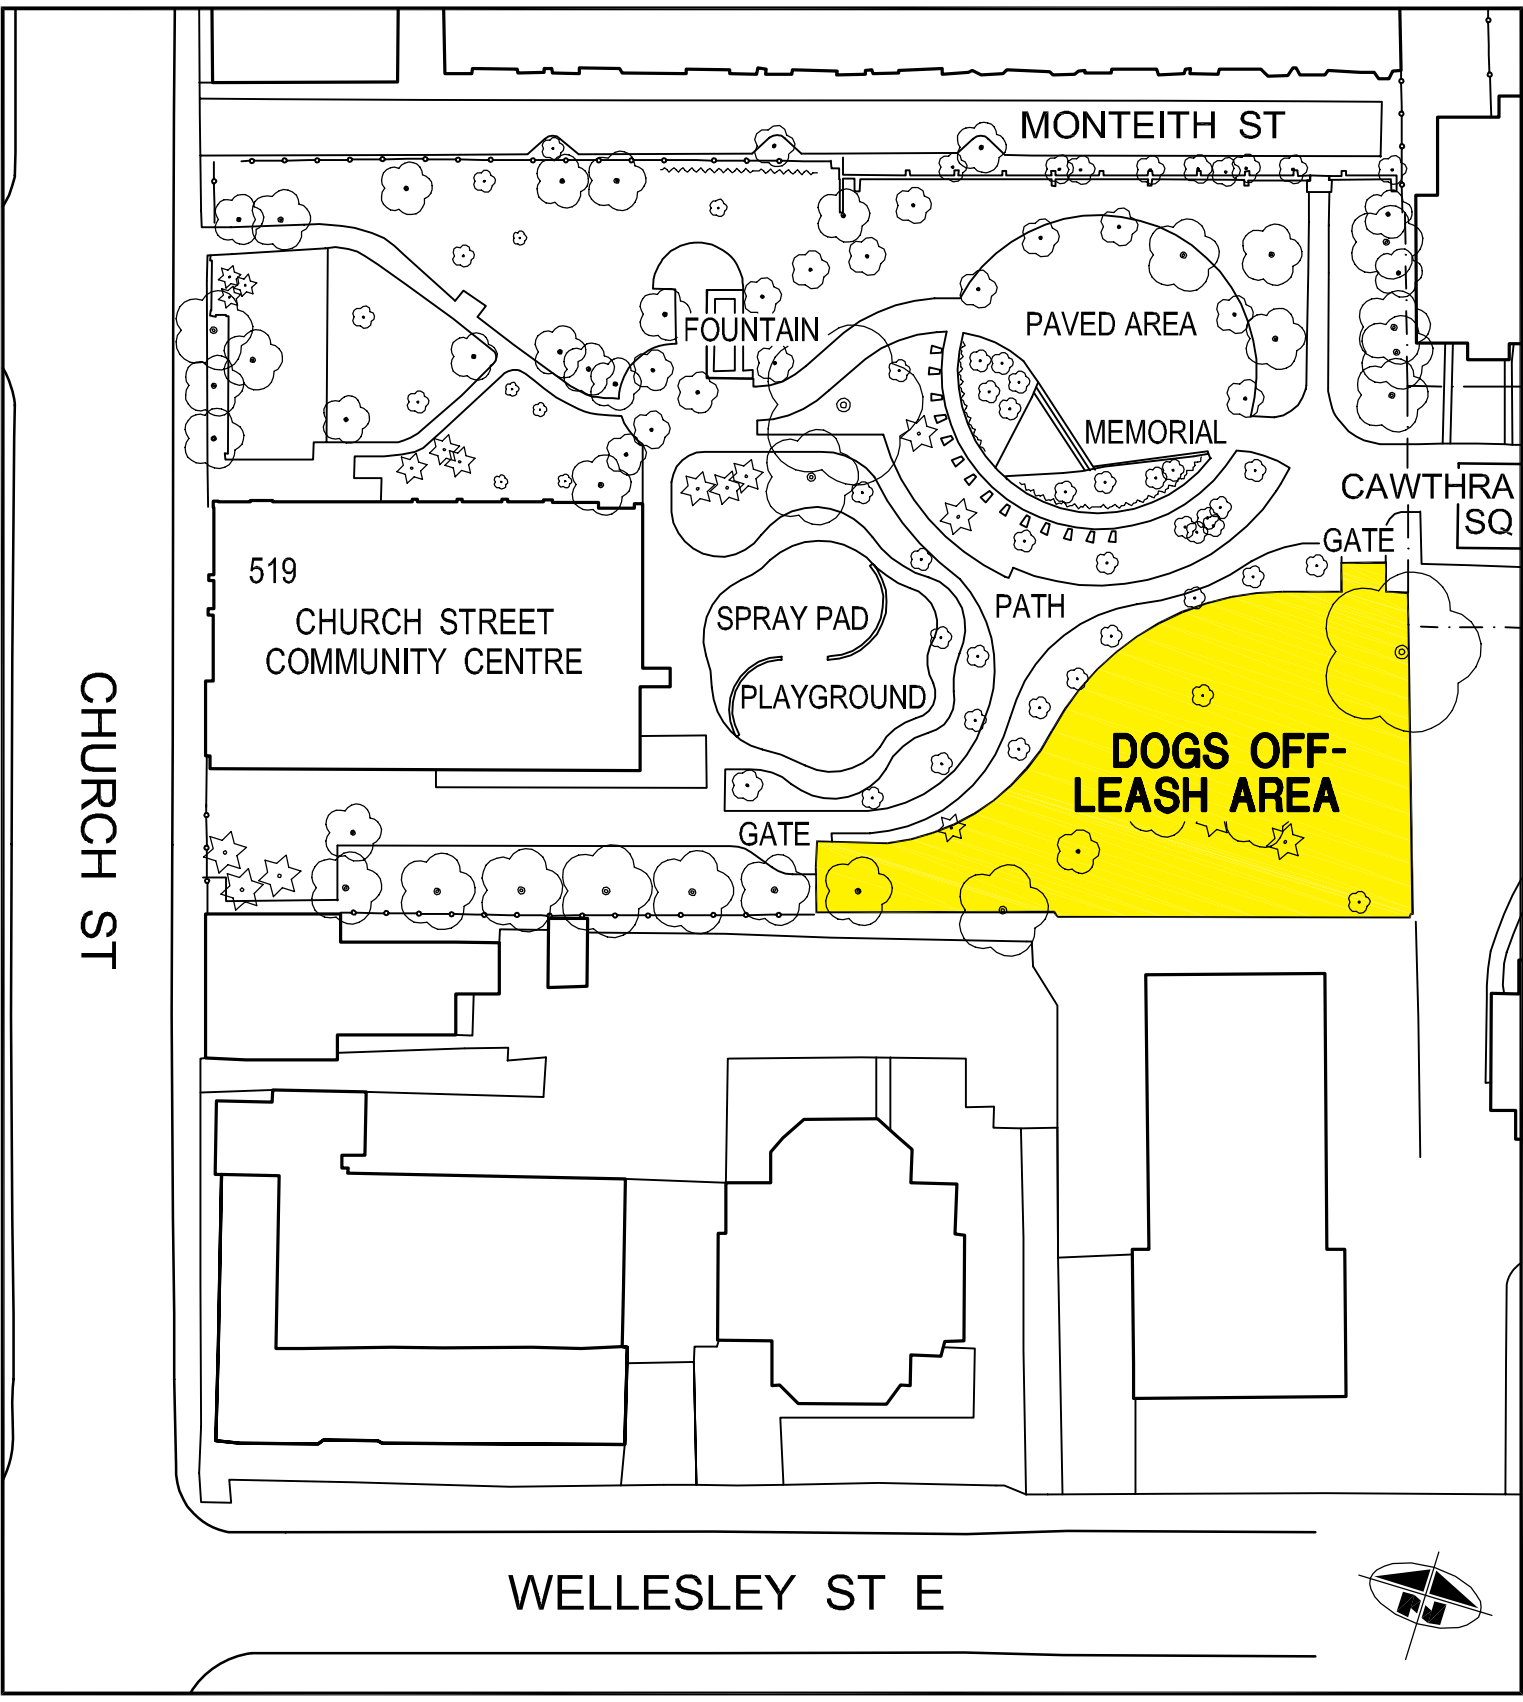 MONTEITH ST
FOUNTAIN
PAVED AREA
MEMORIAL
CAWTHRA
SQ
GATE
519
CHURCH STREET
COMMUNITY CENTRE
SPRAY PAD
PATH
PLAYGROUND
DOGS OFF-
LEASH AREA
GATE
CHURCH ST
WELLESLEY ST E
N